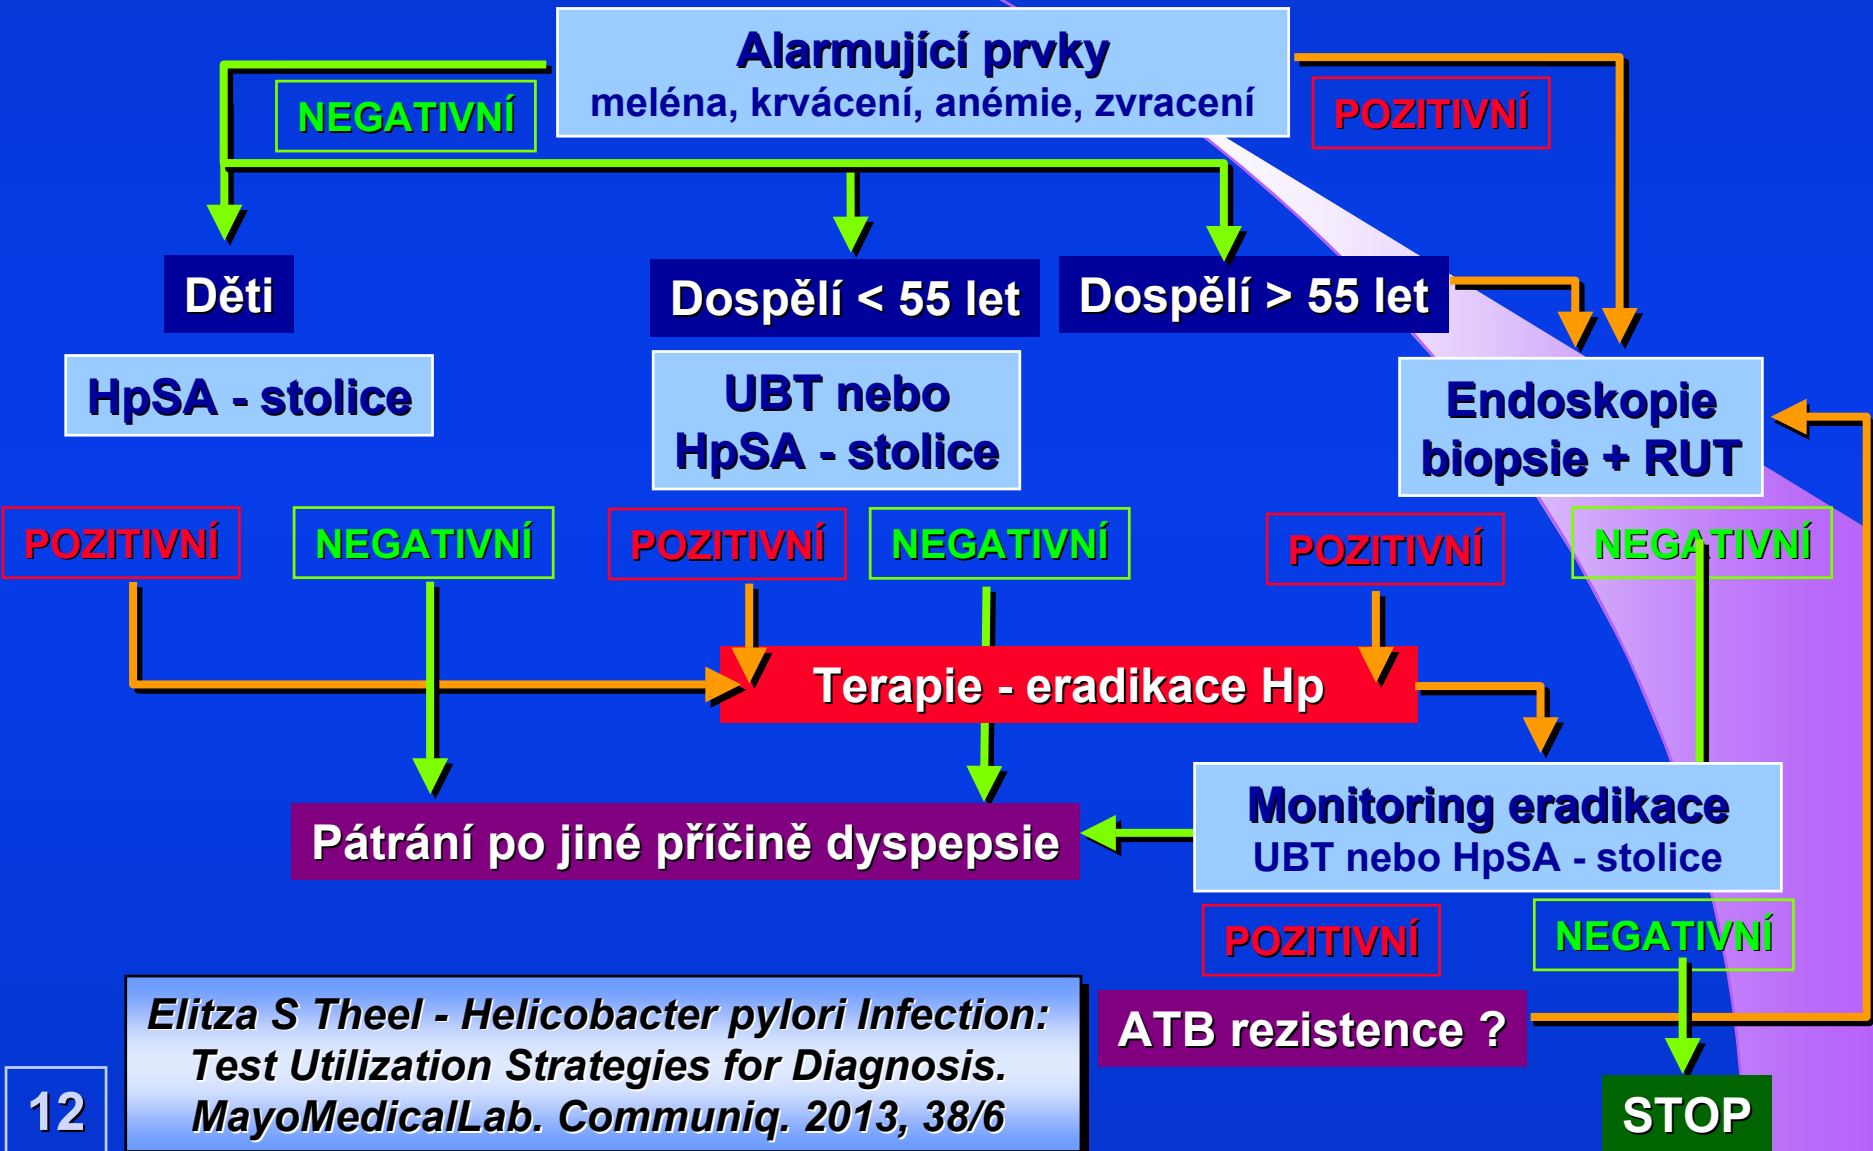 Alarmující prvky
meléna, krvácení, anémie, zvracení
NEGATIVNÍ
POZITIVNÍ
Děti
Dospělí < 55 let
Dospělí > 55 let
HpSA - stolice
UBT nebo
HpSA - stolice
Endoskopie
biopsie + RUT
POZITIVNÍ
NEGATIVNÍ
POZITIVNÍ
NEGATIVNÍ
POZITIVNÍ
NEGATIVNÍ
Terapie - eradikace Hp
Pátrání po jiné příčině dyspepsie
Monitoring eradikace
UBT nebo HpSA - stolice
POZITIVNÍ
NEGATIVNÍ
ATB rezistence ?
STOP
Elitza S Theel - Helicobacter pylori Infection:
Test Utilization Strategies for Diagnosis.
MayoMedicalLab. Communiq. 2013, 38/6
12